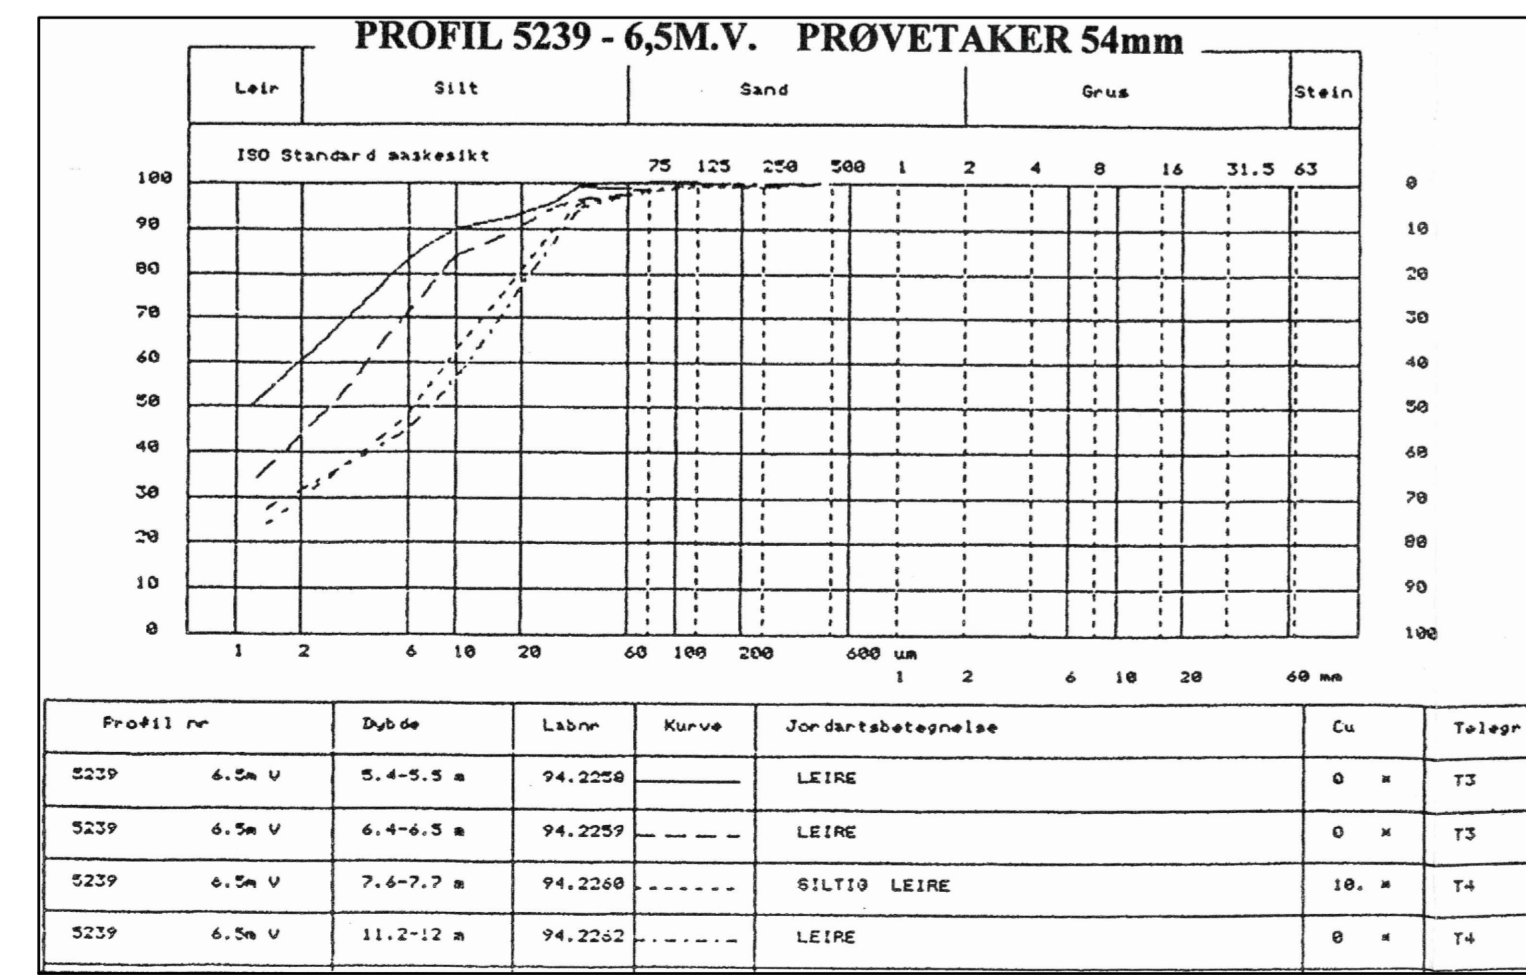 PROFIL 5239 - 6,5M.V. PRØVETAKER 54mm
Leir Silt Sand Grus Stein
ISO Standard maskesikt 75 125 250 500 1 2 4 8 16 31.5 63
100 0
90 10
80 20
70 30
60 40
50 50
40 60
30 70
20 80
10 90
0 100
1 2 6 10 20 60 100 200 600 um
1 2 6 10 20 60 mm
Profil nr Dybde Labnr Kurve Jordartsbetegnelse Cu Telegr
5239 6.5m V 5.4-5.5 m 94.2258 LEIRE 0 * T3
5239 6.5m V 6.4-6.5 m 94.2259 LEIRE 0 * T3
5239 6.5m V 7.6-7.7 m 94.2260 SILTIG LEIRE 10. * T4
5239 6.5m V 11.2-12 m 94.2262 LEIRE 0 * T4